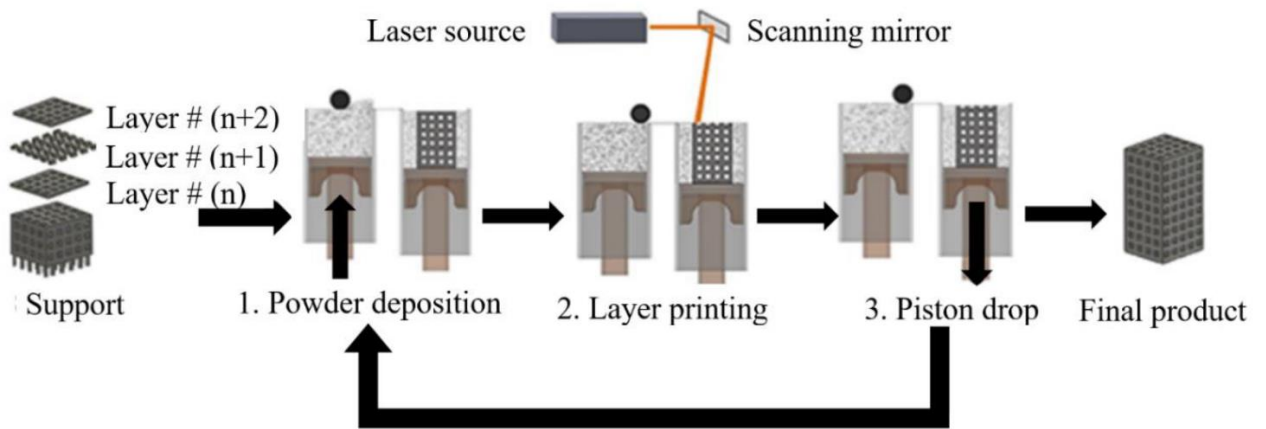 Laser source
Scanning mirror
Layer # (n+2)
Layer # (n+1)
Layer # (n)
Support
1. Powder deposition
2. Layer printing
3. Piston drop
Final product